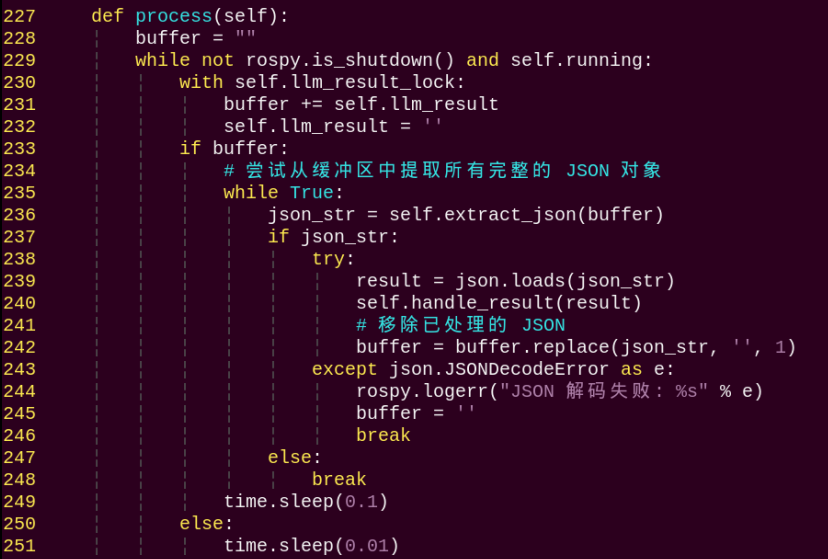 227     def process(self):
228         buffer = ""
229         while not rospy.is_shutdown() and self.running:
230             with self.llm_result_lock:
231                 buffer += self.llm_result
232                 self.llm_result = ''
233             if buffer:
234                 # 尝试从缓冲区中提取所有完整的 JSON 对象
235                 while True:
236                     json_str = self.extract_json(buffer)
237                     if json_str:
238                         try:
239                             result = json.loads(json_str)
240                             self.handle_result(result)
241                             # 移除已处理的 JSON
242                             buffer = buffer.replace(json_str, '', 1)
243                         except json.JSONDecodeError as e:
244                             rospy.logerr("JSON 解码失败: %s" % e)
245                             buffer = ''
246                             break
247                     else:
248                         break
249                 time.sleep(0.1)
250             else:
251                 time.sleep(0.01)